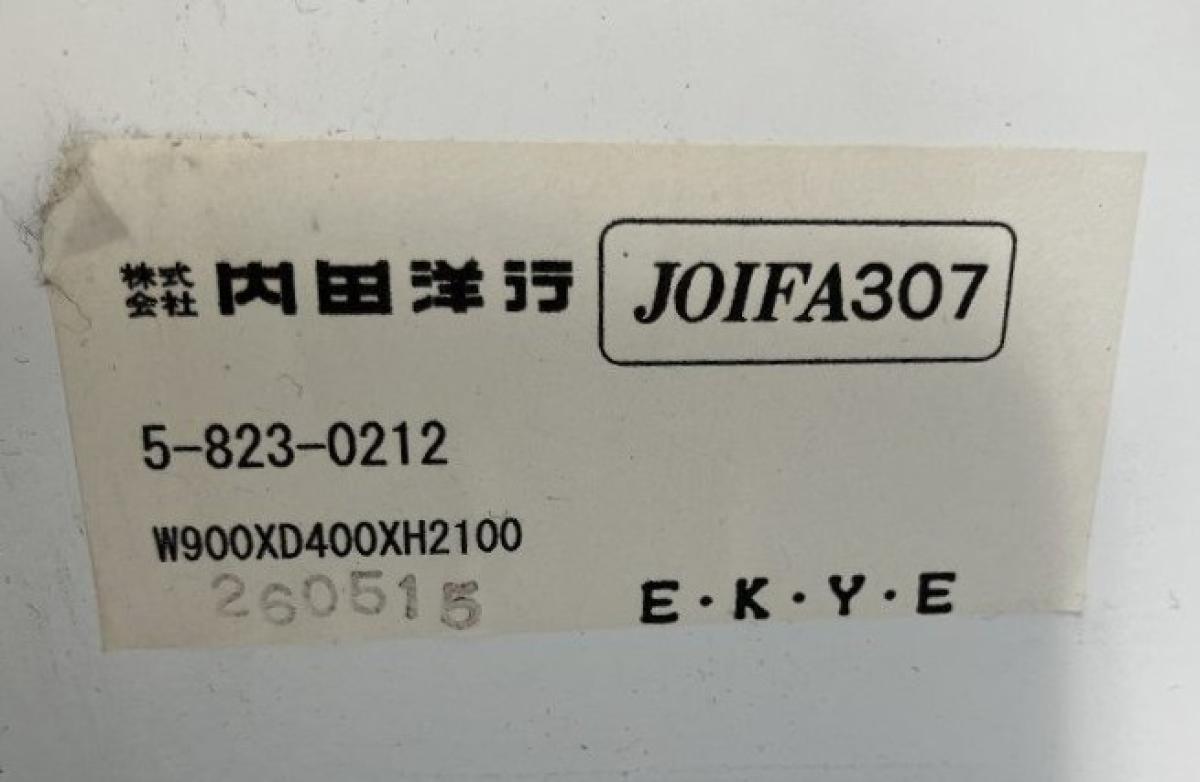 株式会社 内田洋行 JOIFA307
5-823-0212
W900XD400XH2100
260515
E・K・Y・E